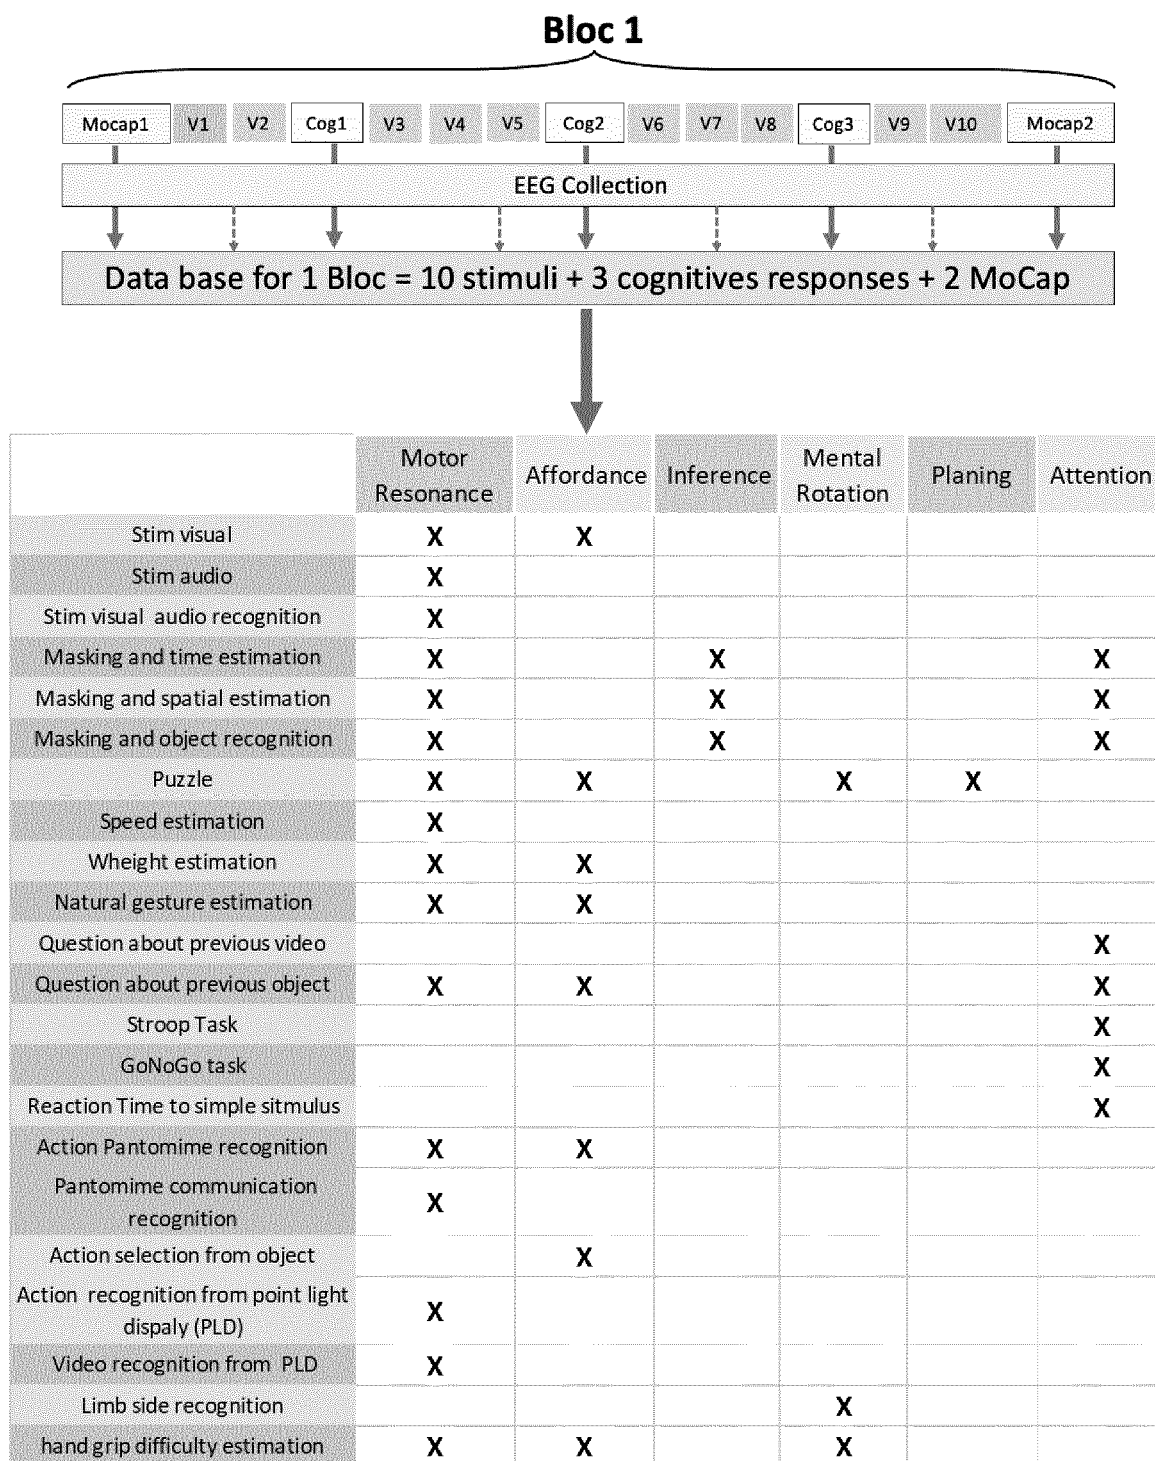 Bloc 1
Mocap1 V1 V2 Cog1 V3 V4 V5 Cog2 V6 V7 V8 Cog3 V9 V10 Mocap2
EEG Collection
Data base for 1 Bloc = 10 stimuli + 3 cognitives responses + 2 MoCap
Motor Resonance Affordance Inference Mental Rotation Planing Attention
Stim visual X X
Stim audio X
Stim visual audio recognition X
Masking and time estimation X X X
Masking and spatial estimation X X X
Masking and object recognition X X X
Puzzle X X X X
Speed estimation X
Wheight estimation X X
Natural gesture estimation X X
Question about previous video X
Question about previous object X X X
Stroop Task X
GoNoGo task X
Reaction Time to simple sitmulus X
Action Pantomime recognition X X
Pantomime communication
recognition X
Action selection from object X
Action recognition from point light
dispaly (PLD) X
Video recognition from PLD X
Limb side recognition X
hand grip difficulty estimation X X X